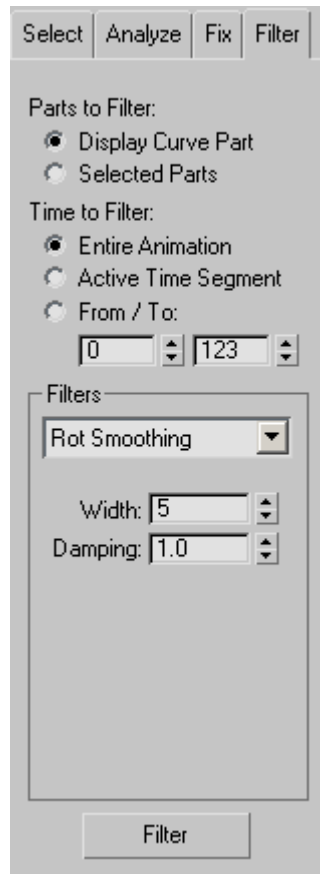 Select Analyze Fix Filter
Parts to Filter:
Display Curve Part
Selected Parts
Time to Filter:
Entire Animation
Active Time Segment
From / To:
0 123
Filters
Rot Smoothing
Width: 5
Damping: 1.0
Filter